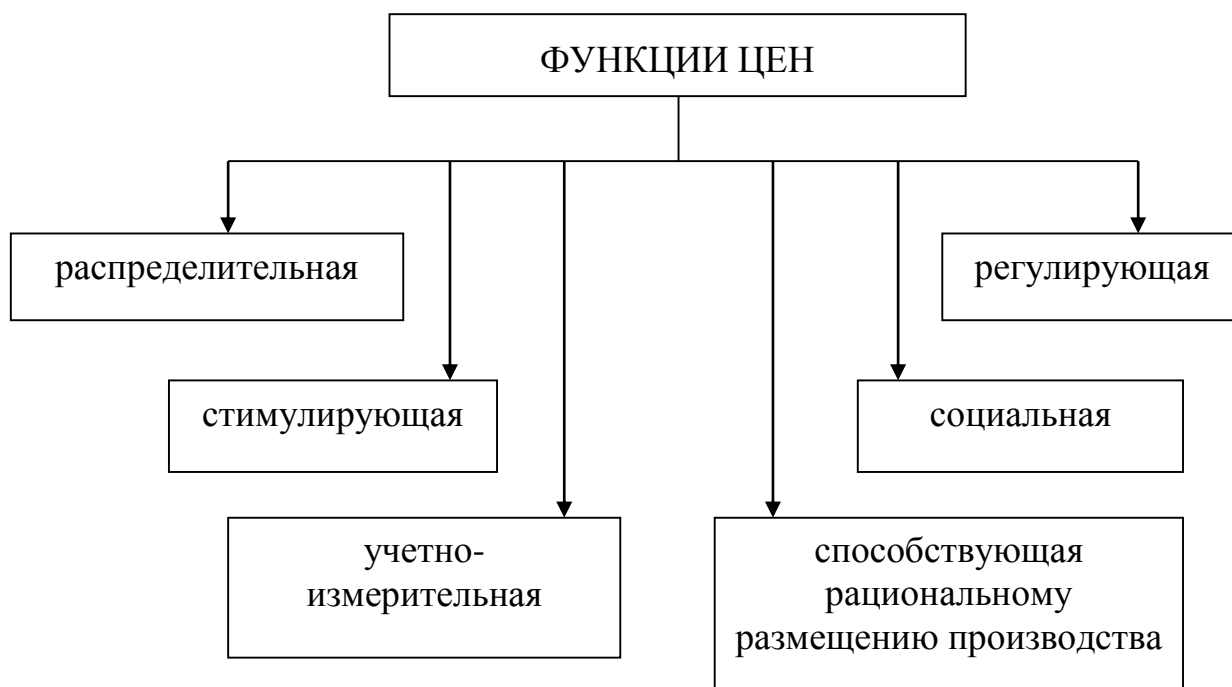 ФУНКЦИИ ЦЕН
распределительная
регулирующая
стимулирующая
социальная
учетно-
измерительная
способствующая
рациональному
размещению производства